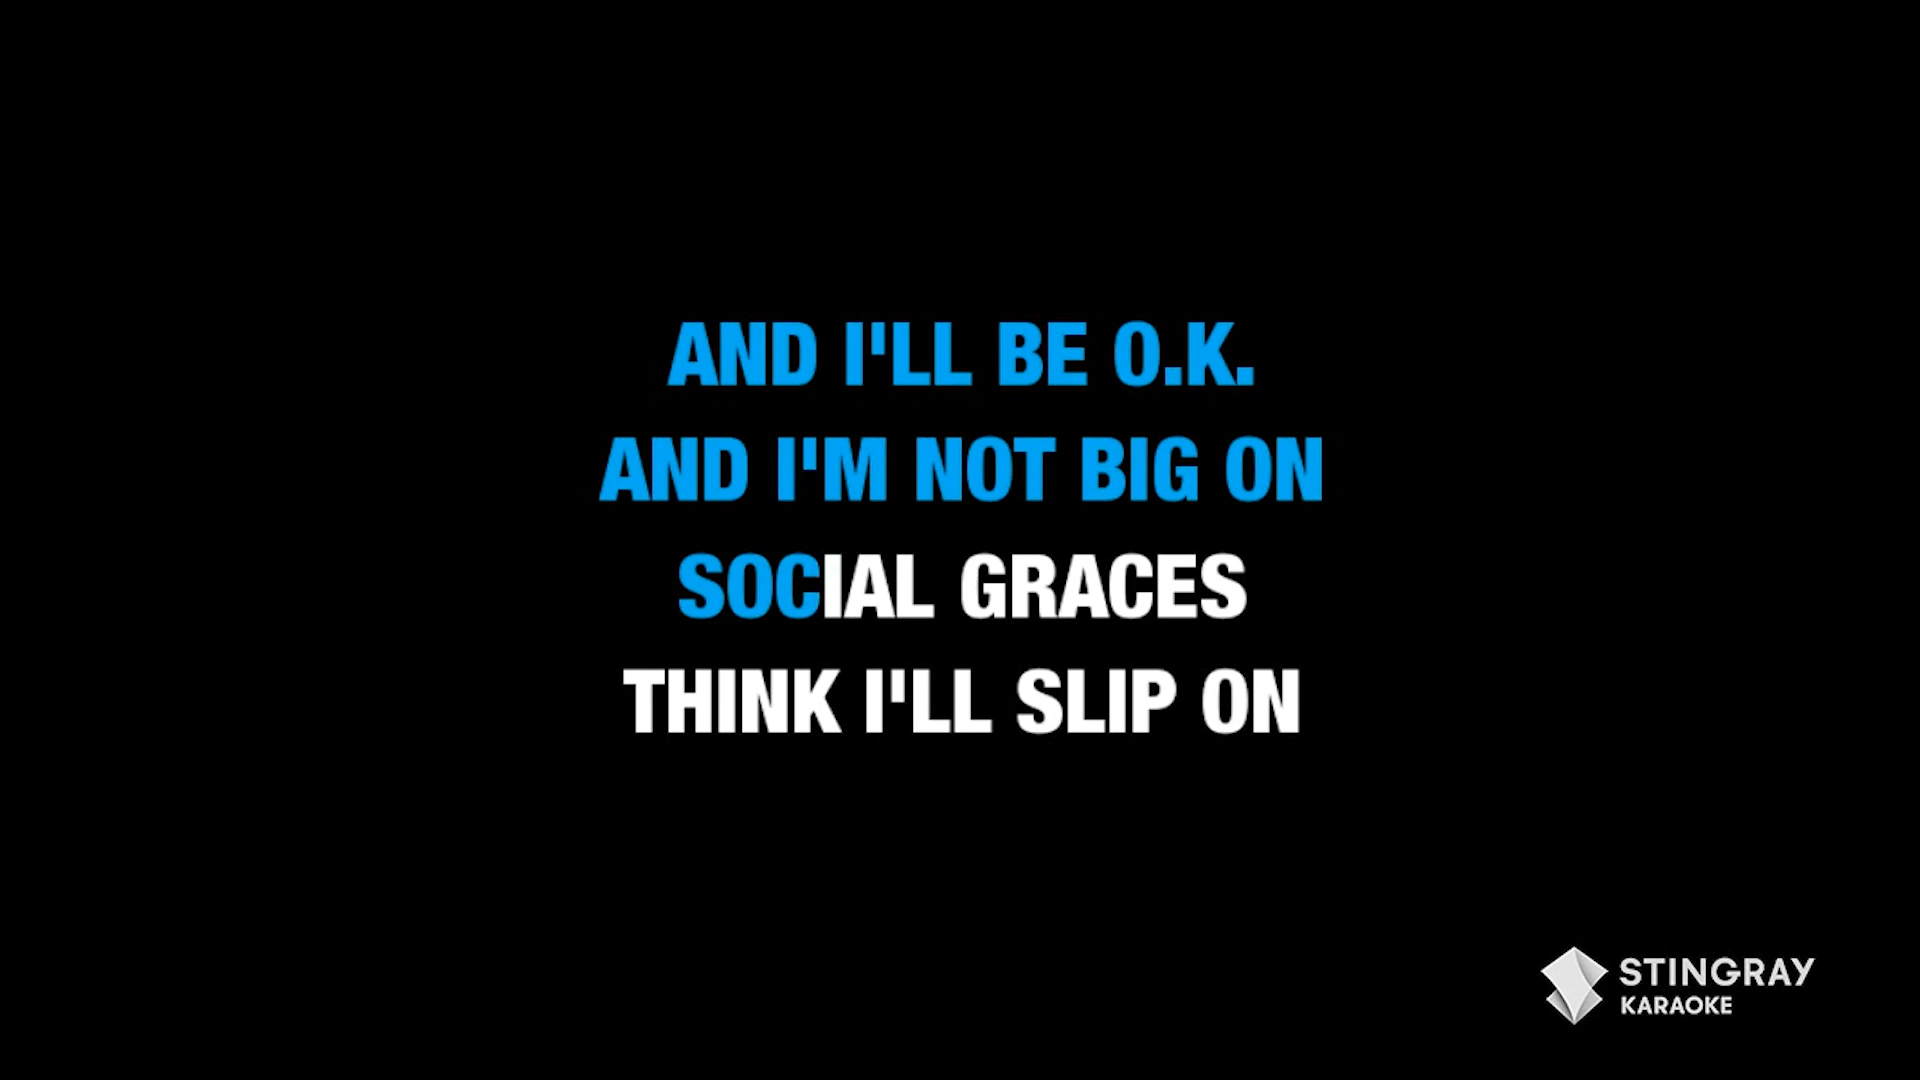 AND I'LL BE O.K.
AND I'M NOT BIG ON
SOCIAL GRACES
THINK I'LL SLIP ON
STINGRAY
KARAOKE